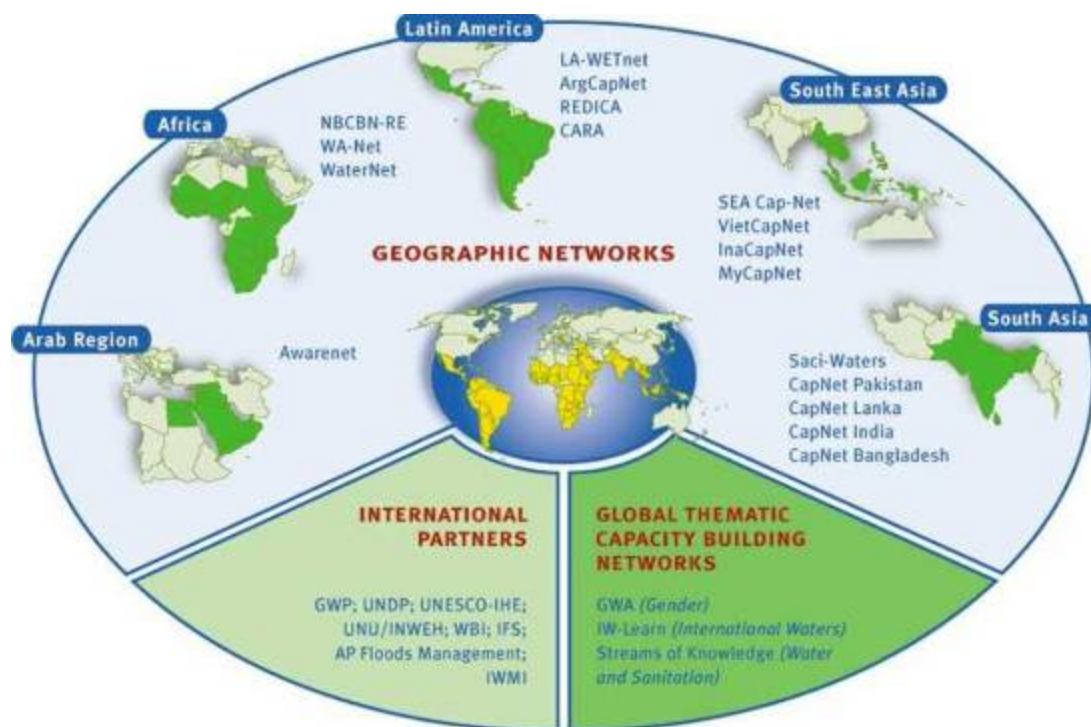 Latin America
LA-WETnet
ArgCapNet
REDICA
CARA
South East Asia
SEA Cap-Net
VietCapNet
InaCapNet
MyCapNet
Africa
NBCBN-RE
WA-Net
WaterNet
GEOGRAPHIC NETWORKS
Arab Region
Awarenet
South Asia
Saci-Waters
CapNet Pakistan
CapNet Lanka
CapNet India
CapNet Bangladesh
INTERNATIONAL
PARTNERS
GWP; UNDP; UNESCO-IHE;
UNU/INWEH; WBI; IFS;
AP Floods Management;
IWMI
GLOBAL THEMATIC
CAPACITY BUILDING
NETWORKS
GWA (Gender)
IW-Learn (International Waters)
Streams of Knowledge (Water
and Sanitation)